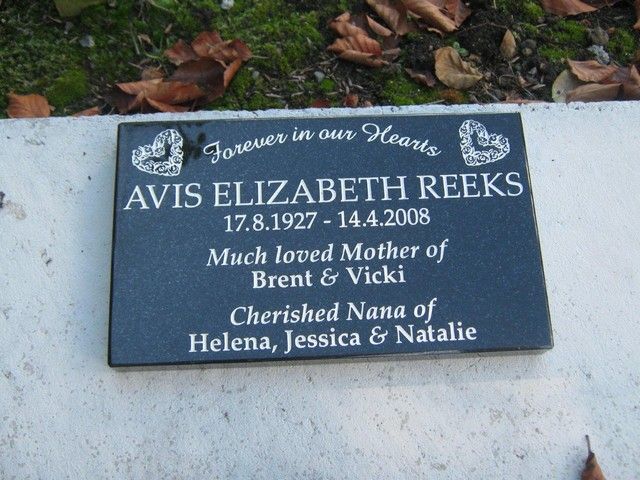 Forever in our Hearts
AVIS ELIZABETH REEKS
17.8.1927 - 14.4.2008
Much loved Mother of
Brent & Vicki
Cherished Nana of
Helena, Jessica & Natalie